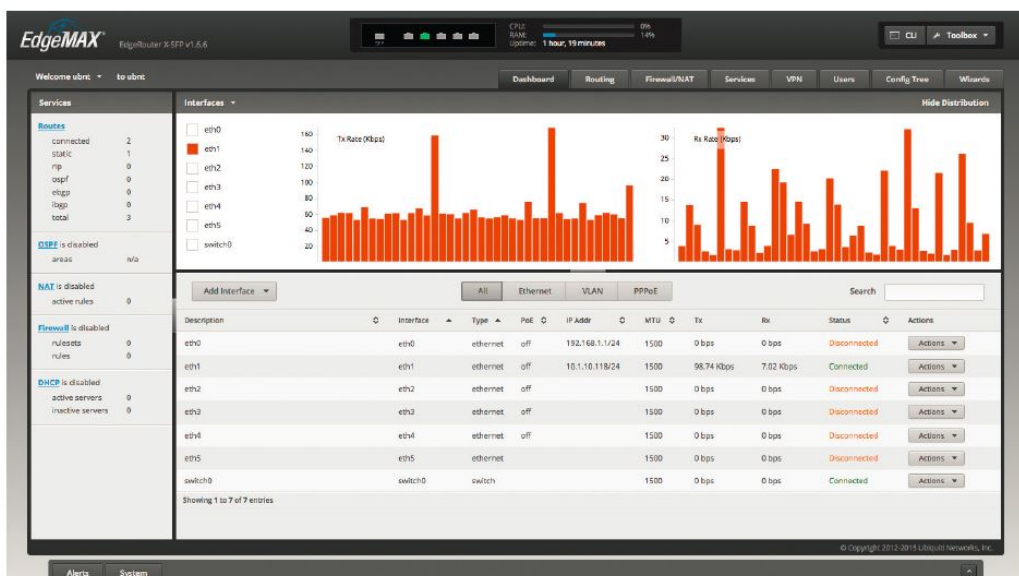 EdgeMAX EdgeRouter X-SFP v1.6.6
CPU: 0%
RAM: 14%
Uptime: 1 hour, 19 minutes
CLI Toolbox
Welcome ubnt to ubnt
Dashboard Routing Firewall/NAT Services VPN Users Config Tree Wizards
Services
Routes
connected 2
static 1
rip 0
ospf 0
ebgp 0
ibgp 0
total 3
OSPF is disabled
areas n/a
NAT is disabled
active rules 0
Firewall is disabled
rulesets 0
rules 0
DHCP is disabled
active servers 0
inactive servers 0
Interfaces Hide Distribution
eth0
eth1
eth2
eth3
eth4
eth5
switch0
Tx Rate (Kbps)
160
140
120
100
80
60
40
20
Rx Rate (Kbps)
30
25
20
15
10
5
Add Interface All Ethernet VLAN PPPoE Search
Description Interface Type PoE IP Addr MTU Tx Rx Status Actions
eth0 eth0 ethernet off 192.168.1.1/24 1500 0 bps 0 bps Disconnected Actions
eth1 eth1 ethernet off 10.1.10.118/24 1500 98.74 Kbps 7.02 Kbps Connected Actions
eth2 eth2 ethernet off 1500 0 bps 0 bps Disconnected Actions
eth3 eth3 ethernet off 1500 0 bps 0 bps Disconnected Actions
eth4 eth4 ethernet off 1500 0 bps 0 bps Disconnected Actions
eth5 eth5 ethernet 1500 0 bps 0 bps Disconnected Actions
switch0 switch0 switch 1500 0 bps 0 bps Connected Actions
Showing 1 to 7 of 7 entries
© Copyright 2012-2015 Ubiquiti Networks, Inc.
Alerts System